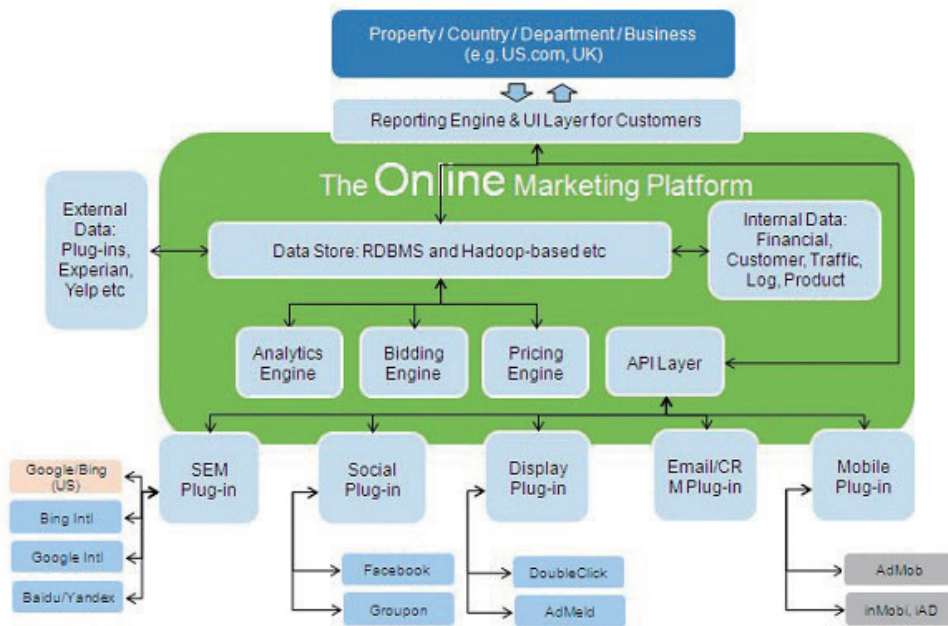 Property / Country / Department / Business
(e.g. US.com, UK)
Reporting Engine & UI Layer for Customers
The Online Marketing Platform
External
Data:
Plug-ins,
Experian,
Yelp etc
Data Store: RDBMS and Hadoop-based etc
Internal Data:
Financial,
Customer, Traffic,
Log, Product
Analytics
Engine
Bidding
Engine
Pricing
Engine
API Layer
SEM
Plug-in
Social
Plug-in
Display
Plug-in
Email/CR
M Plug-in
Mobile
Plug-in
Google/Bing
(US)
Bing Intl
Google Intl
Baidu/Yandex
Facebook
Groupon
DoubleClick
AdMeld
AdMob
inMobi, iAD